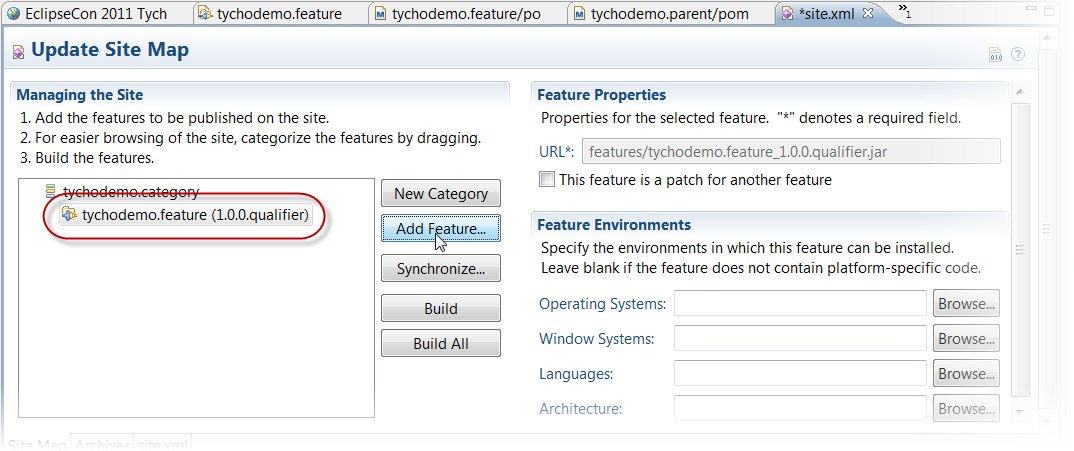 EclipseCon 2011 Tych
tychodemo.feature
tychodemo.feature/po
tychodemo.parent/pom
*site.xml
»1
Update Site Map
Managing the Site
1. Add the features to be published on the site.
2. For easier browsing of the site, categorize the features by dragging.
3. Build the features.
tychodemo.category
tychodemo.feature (1.0.0.qualifier)
New Category
Add Feature...
Synchronize...
Build
Build All
Feature Properties
Properties for the selected feature. "*" denotes a required field.
URL*: features/tychodemo.feature_1.0.0.qualifier.jar
This feature is a patch for another feature
Feature Environments
Specify the environments in which this feature can be installed.
Leave blank if the feature does not contain platform-specific code.
Operating Systems: Browse...
Window Systems: Browse...
Languages: Browse...
Architecture: Browse...
Site Map Archives site.xml